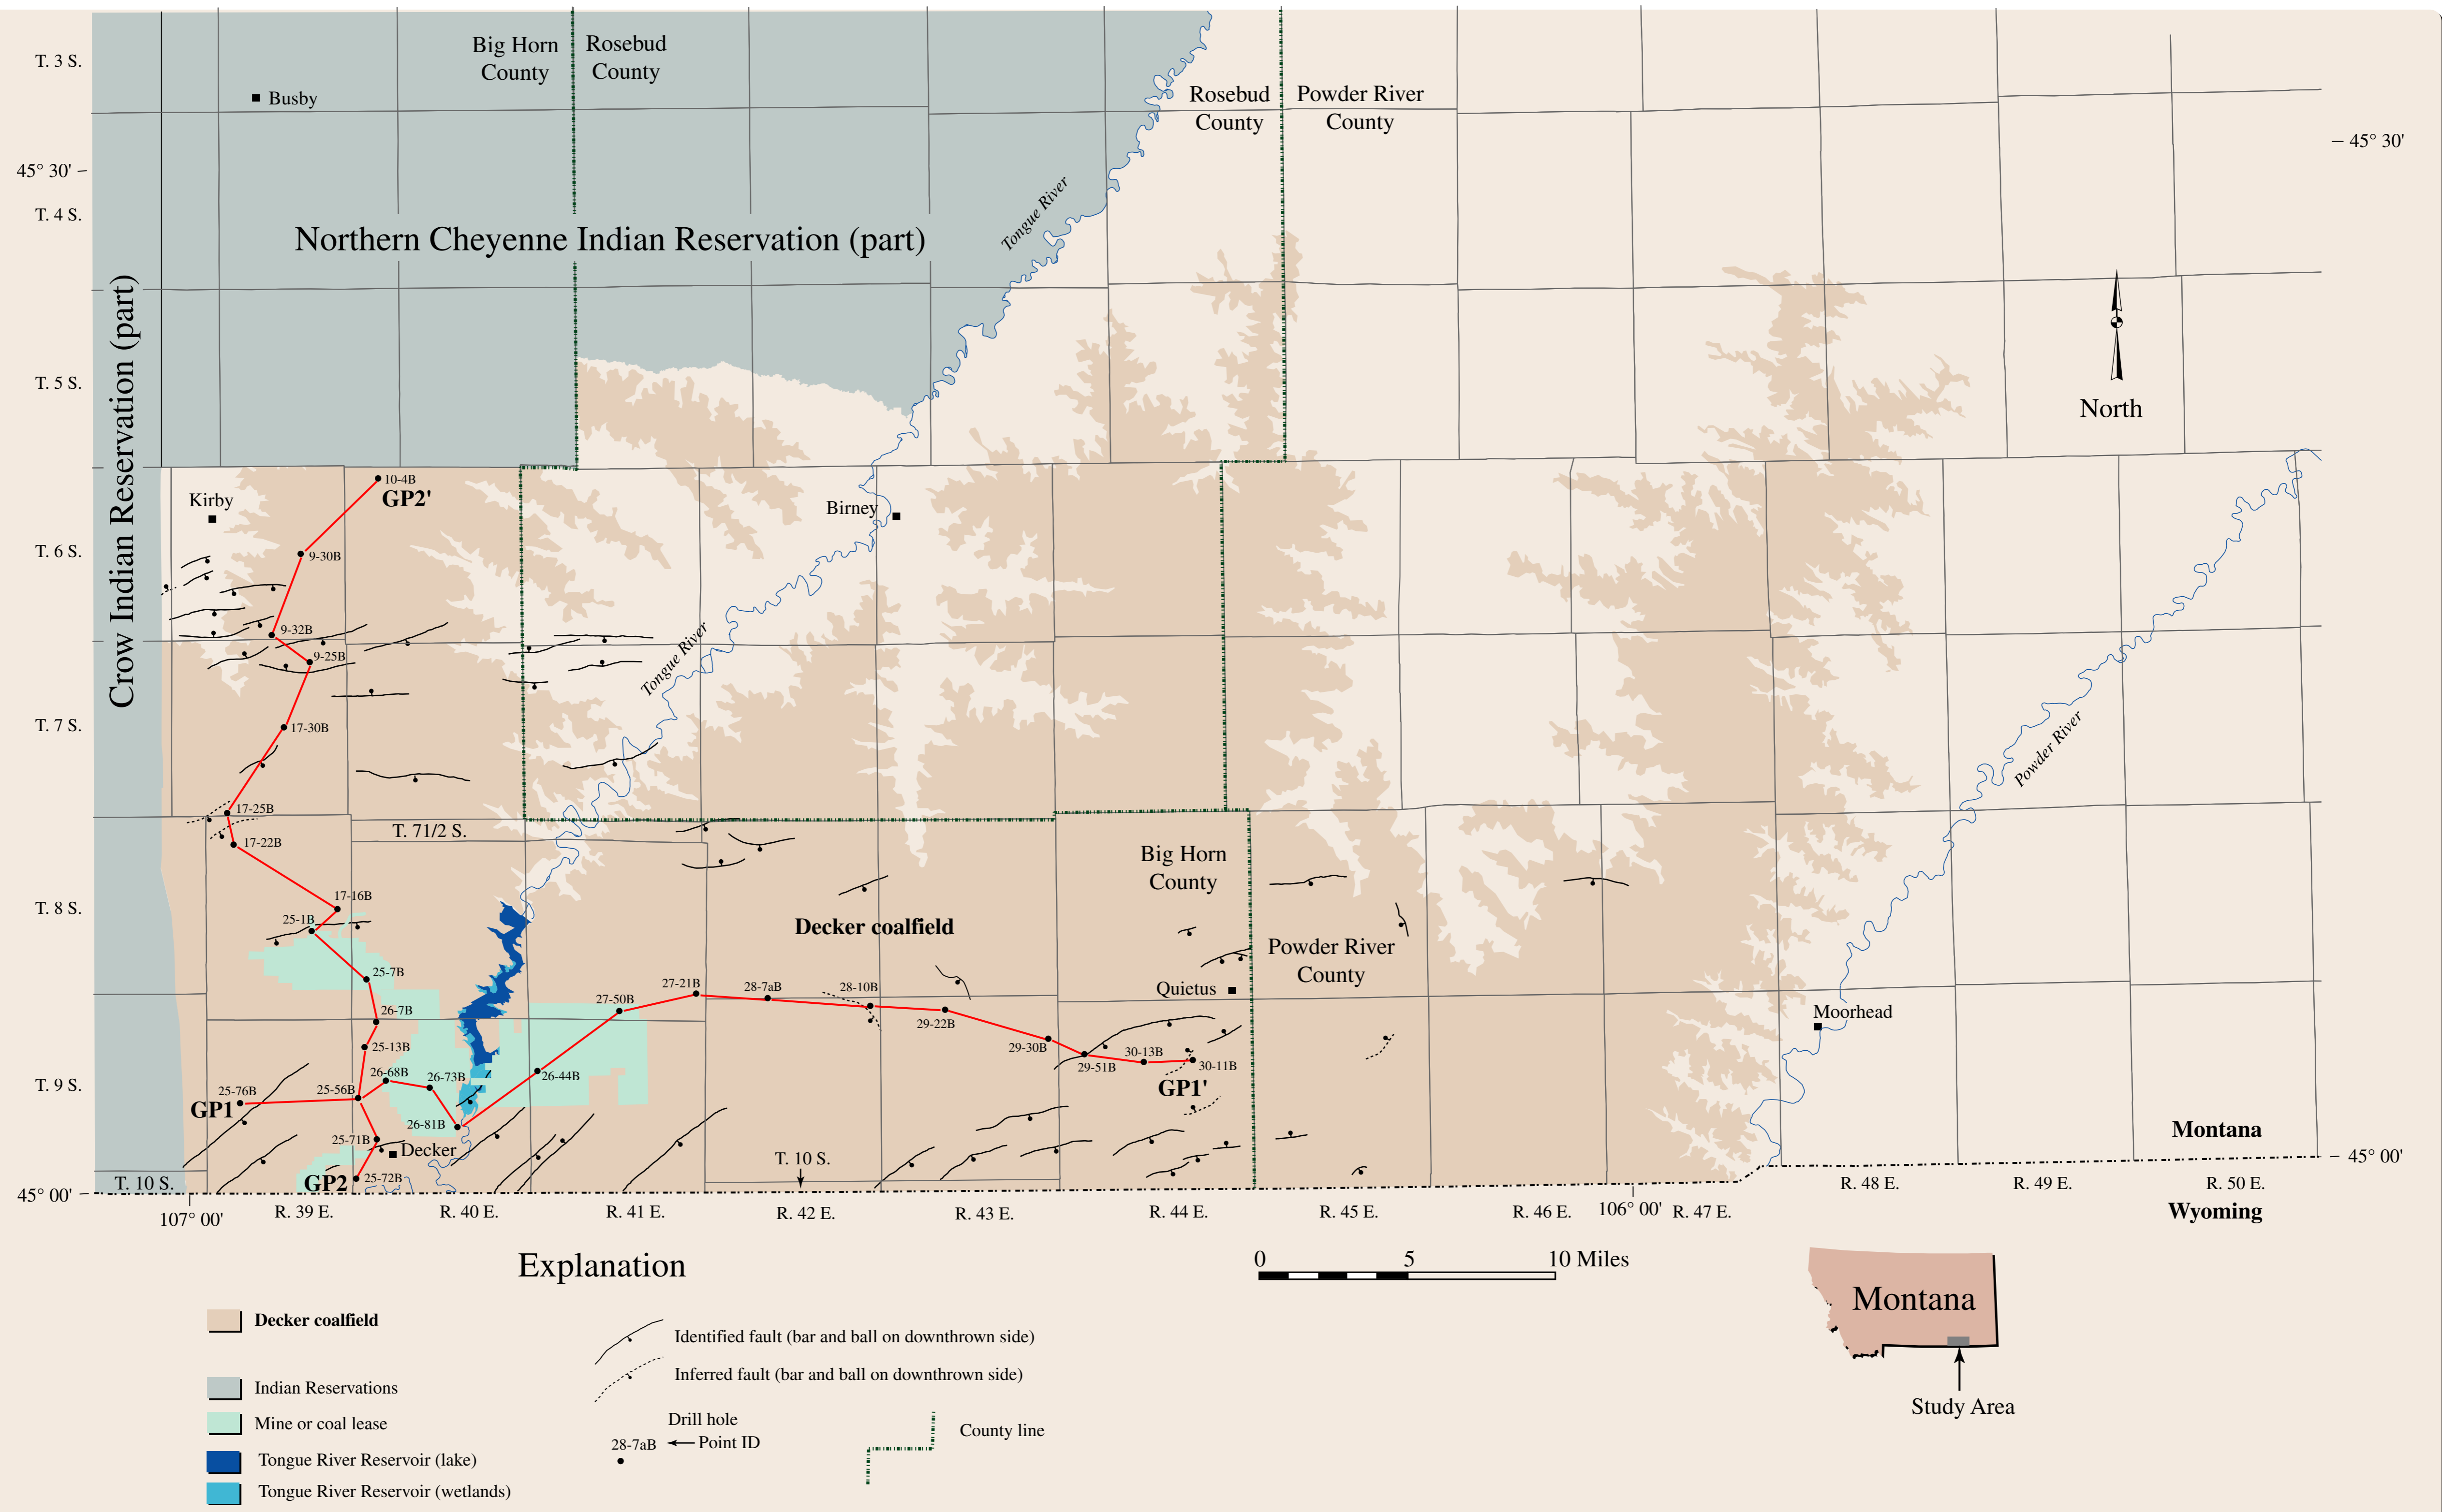 T. 3 S.
Big Horn
County
Rosebud
County
Busby
Rosebud
County
Powder River
County
45° 30'
45° 30'
T. 4 S.
Tongue River
Northern Cheyenne Indian Reservation (part)
Crow Indian Reservation (part)
T. 5 S.
North
10-4B
GP2'
Kirby
Birney
T. 6 S.
9-30B
9-32B
9-25B
Tongue River
T. 7 S.
17-30B
Powder River
17-25B
T. 71/2 S.
17-22B
Big Horn
County
17-16B
T. 8 S.
25-1B
Decker coalfield
Powder River
County
25-7B
27-21B
28-7aB
28-10B
Quietus
27-50B
26-7B
29-22B
Moorhead
25-13B
29-30B
30-13B
29-51B
30-11B
26-68B
26-73B
26-44B
T. 9 S.
25-76B
25-56B
GP1'
GP1
26-81B
25-71B
Decker
Montana
T. 10 S.
45° 00'
T. 10 S.
GP2
25-72B
45° 00'
107° 00'
R. 39 E.
R. 40 E.
R. 41 E.
R. 42 E.
R. 43 E.
R. 44 E.
R. 45 E.
R. 46 E.
106° 00'
R. 47 E.
R. 48 E.
R. 49 E.
R. 50 E.
Wyoming
Explanation
0 5 10 Miles
Decker coalfield
Indian Reservations
Mine or coal lease
Tongue River Reservoir (lake)
Tongue River Reservoir (wetlands)
Identified fault (bar and ball on downthrown side)
Inferred fault (bar and ball on downthrown side)
Drill hole
28-7aB
Point ID
County line
Montana
Study Area